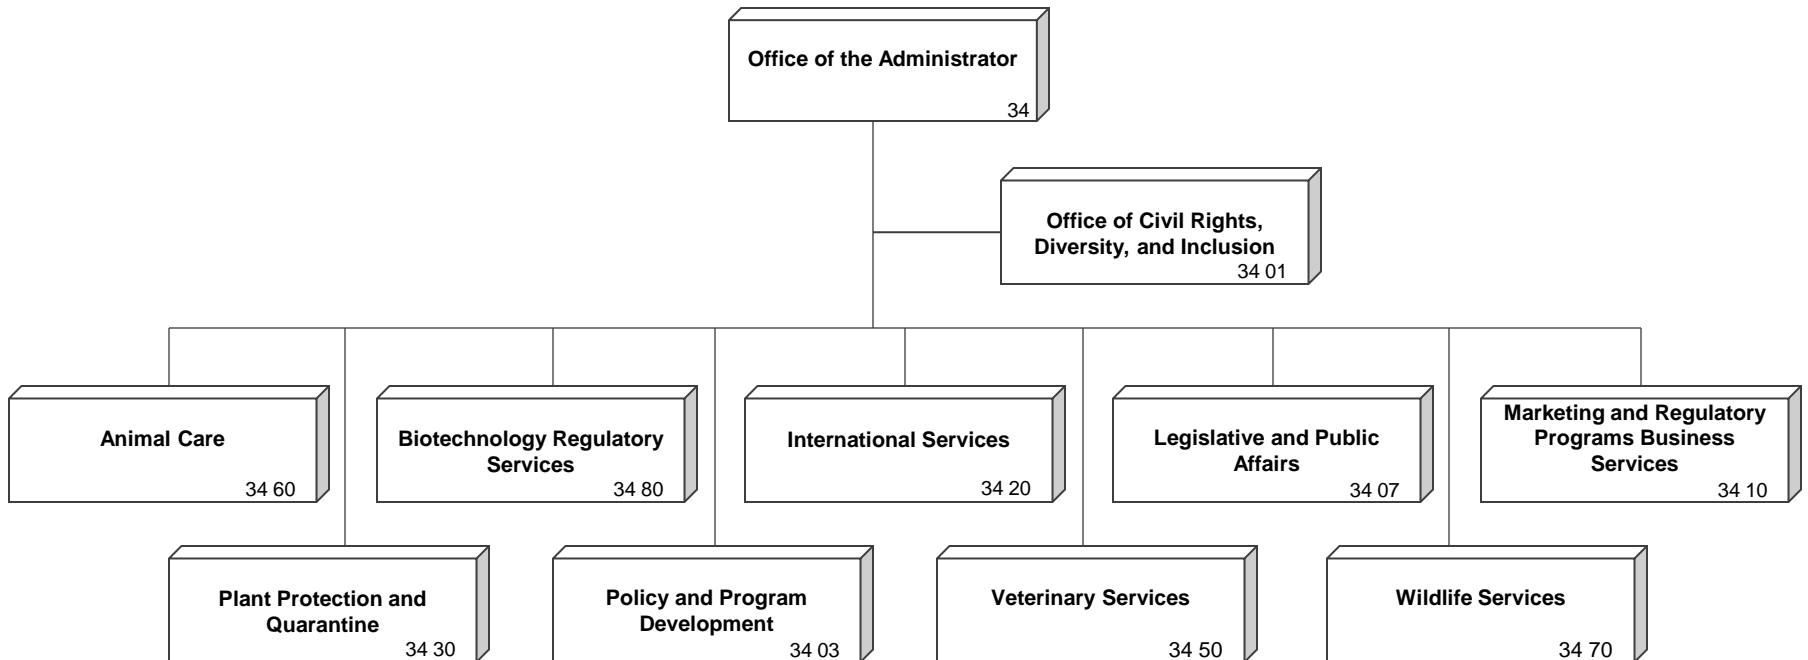 Office of the Administrator
34
Office of Civil Rights,
Diversity, and Inclusion
34 01
Animal Care
34 60
Biotechnology Regulatory
Services
34 80
International Services
34 20
Legislative and Public
Affairs
34 07
Marketing and Regulatory
Programs Business
Services
34 10
Plant Protection and
Quarantine
34 30
Policy and Program
Development
34 03
Veterinary Services
34 50
Wildlife Services
34 70